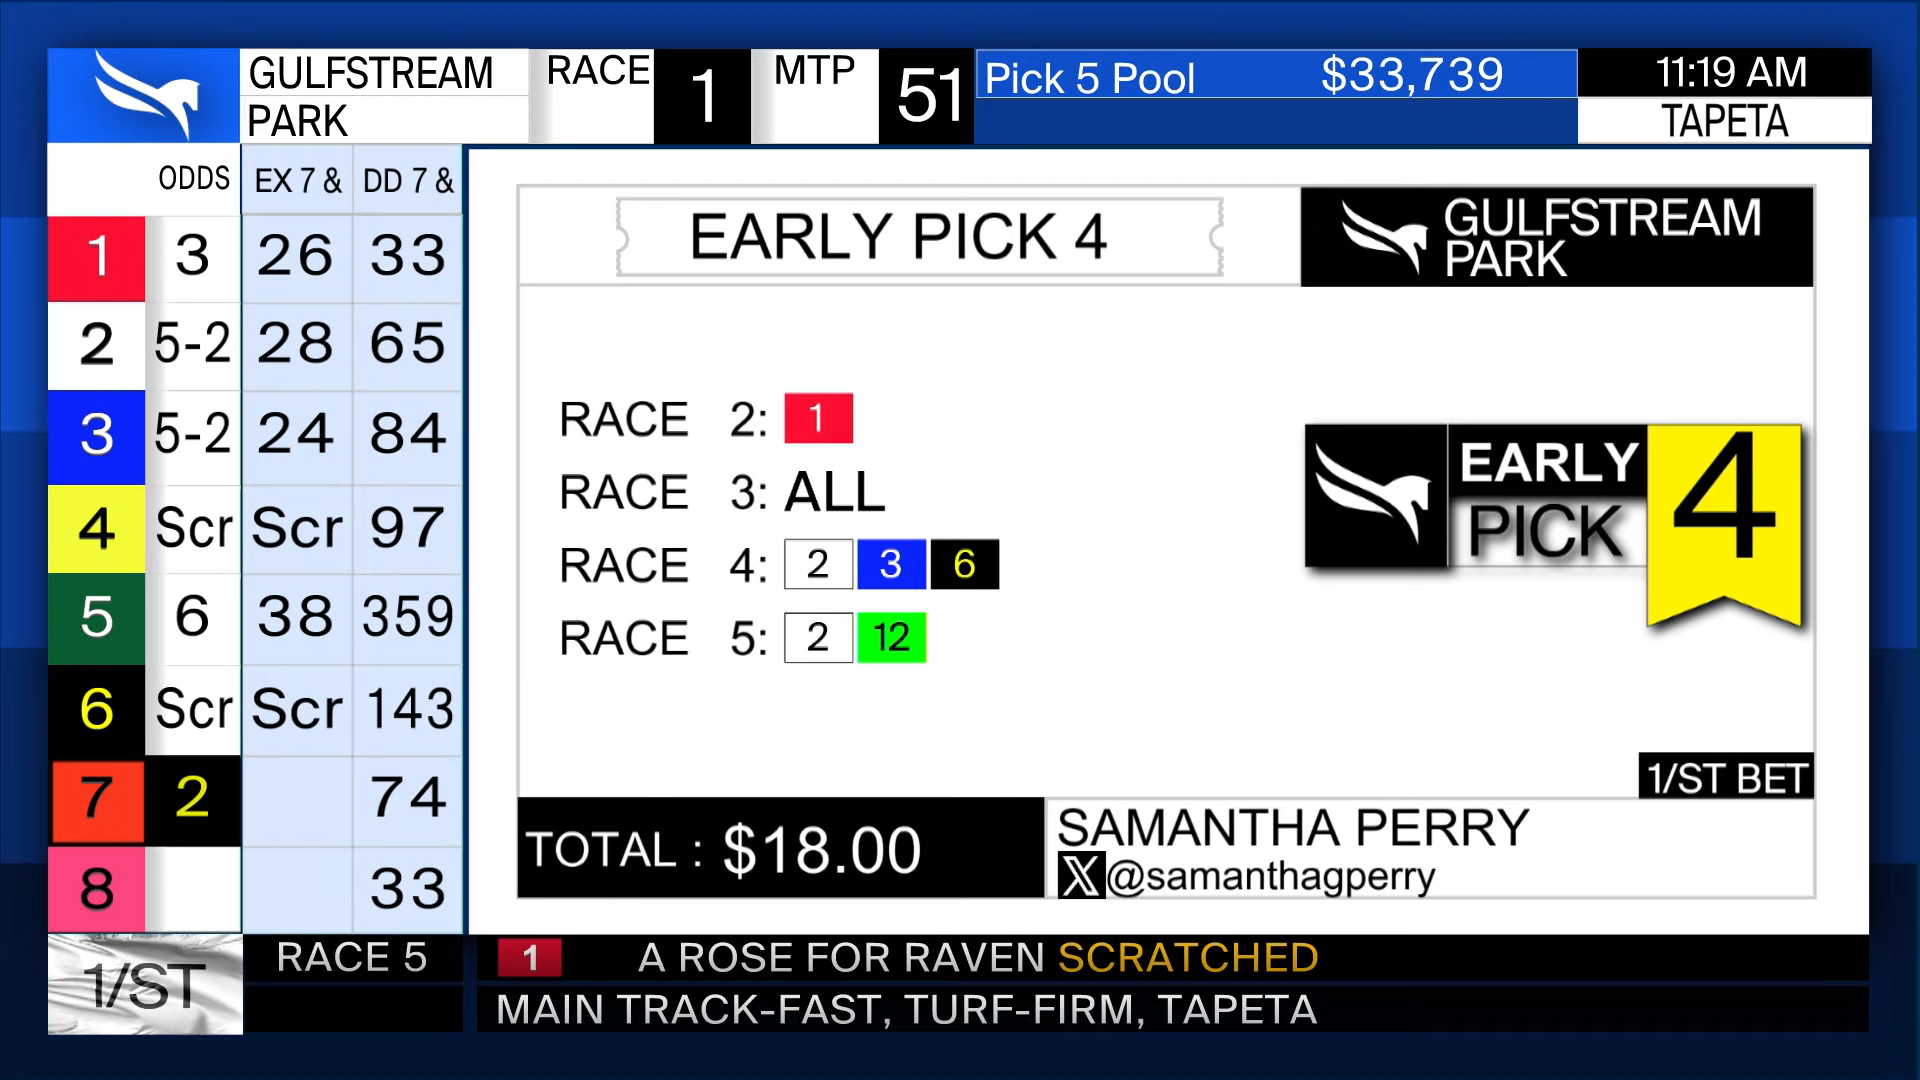 GULFSTREAM PARK RACE 1 MTP 51 Pick 5 Pool $33,739 11:19 AM
TAPETA
ODDS EX 7 & DD 7 &
1 3 26 33
2 5-2 28 65
3 5-2 24 84
4 Scr Scr 97
5 6 38 359
6 Scr Scr 143
7 2 74
8 33
EARLY PICK 4
GULFSTREAM
PARK
RACE 2: 1
RACE 3: ALL
RACE 4: 2 3 6
RACE 5: 2 12
EARLY
PICK
4
1/ST BET
TOTAL : $18.00
SAMANTHA PERRY
X @samanthagperry
1/ST
RACE 5 1 A ROSE FOR RAVEN SCRATCHED
MAIN TRACK-FAST, TURF-FIRM, TAPETA